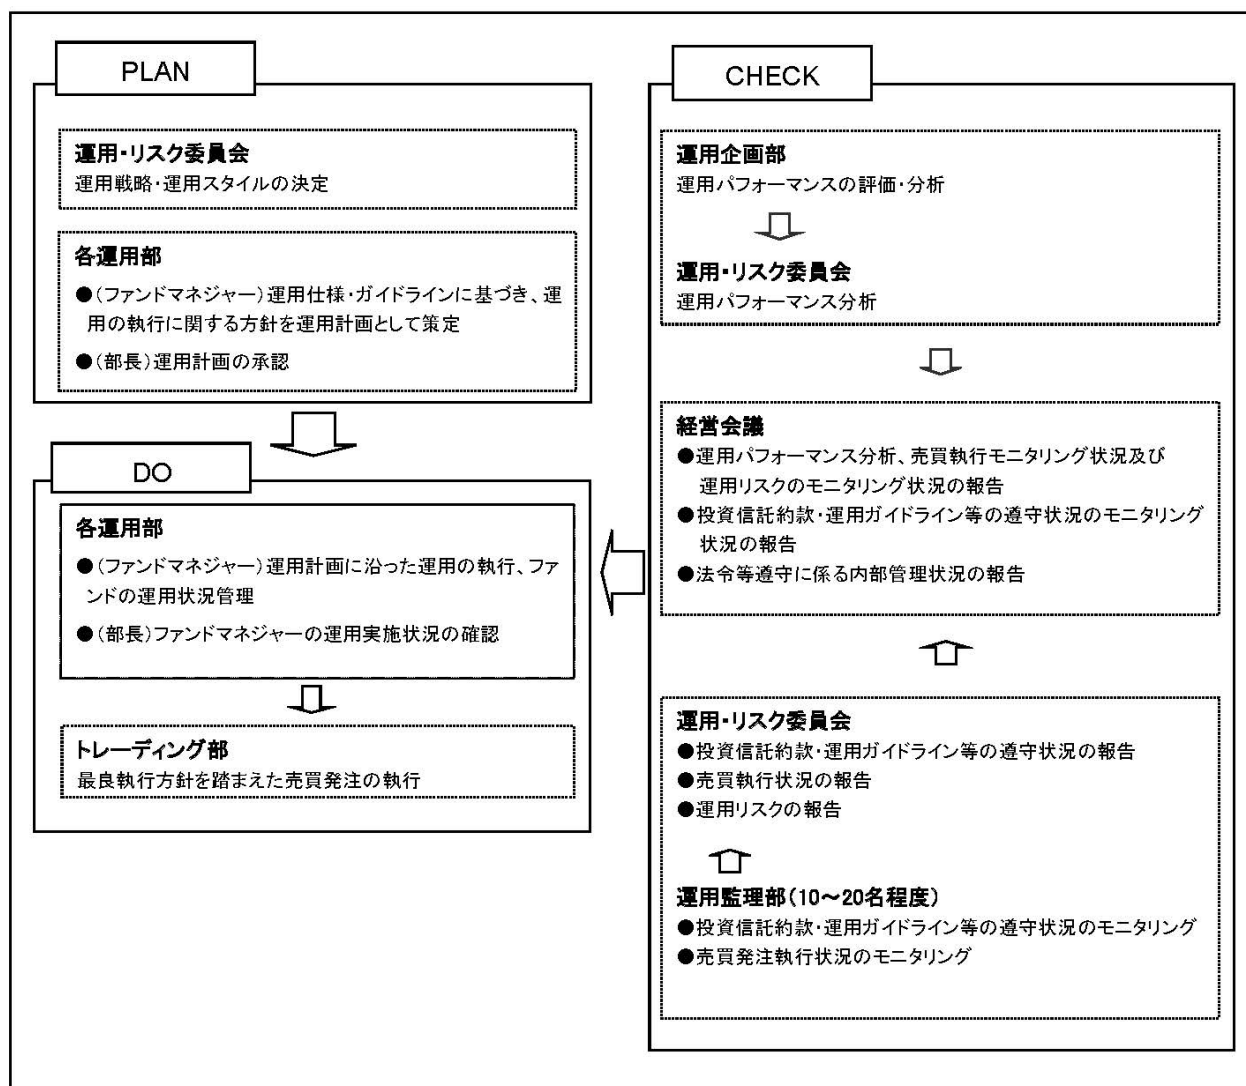 PLAN
運用・リスク委員会
運用戦略・運用スタイルの決定
各運用部
●(ファンドマネジャー)運用仕様・ガイドラインに基づき、運
用の執行に関する方針を運用計画として策定
●(部長)運用計画の承認
DO
各運用部
●(ファンドマネジャー)運用計画に沿った運用の執行、ファ
ンドの運用状況管理
●(部長)ファンドマネジャーの運用実施状況の確認
トレーディング部
最良執行方針を踏まえた売買発注の執行
CHECK
運用企画部
運用パフォーマンスの評価・分析
運用・リスク委員会
運用パフォーマンス分析
経営会議
●運用パフォーマンス分析、売買執行モニタリング状況及び
運用リスクのモニタリング状況の報告
●投資信託約款・運用ガイドライン等の遵守状況のモニタリング
状況の報告
●法令等遵守に係る内部管理状況の報告
運用・リスク委員会
●投資信託約款・運用ガイドライン等の遵守状況の報告
●売買執行状況の報告
●運用リスクの報告
運用監理部(10～20名程度)
●投資信託約款・運用ガイドライン等の遵守状況のモニタリング
●売買発注執行状況のモニタリング